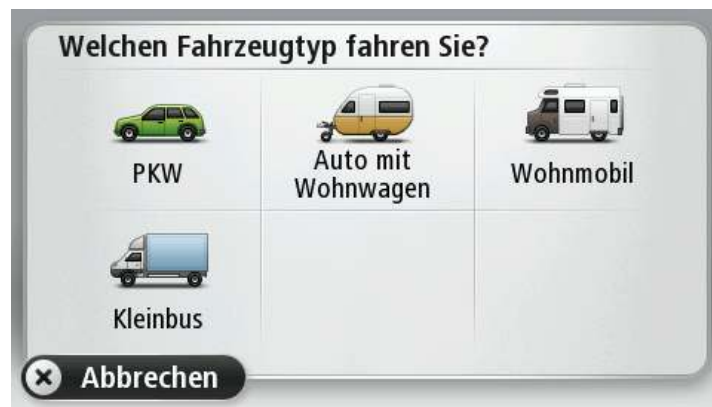 Welchen Fahrzeugtyp fahren Sie?
PKW
Auto mit
Wohnwagen
Wohnmobil
Kleinbus
Abbrechen